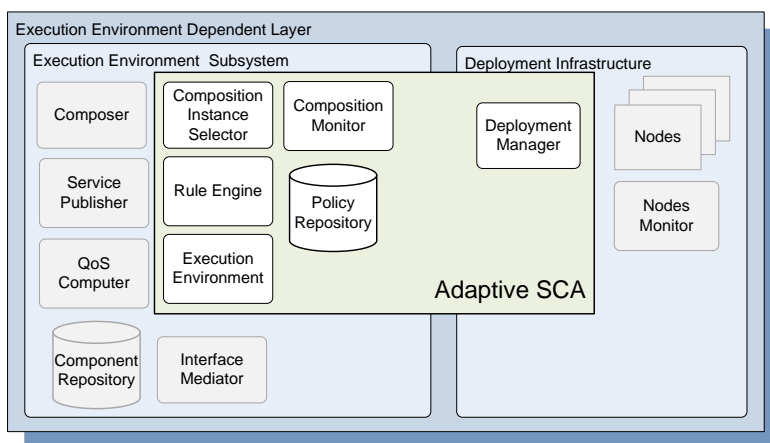 Execution Environment Dependent Layer
Execution Environment Subsystem
Deployment Infrastructure
Composer
Composition
Instance
Selector
Composition
Monitor
Deployment
Manager
Nodes
Service
Publisher
Rule Engine
Policy
Repository
Nodes
Monitor
QoS
Computer
Execution
Environment
Adaptive SCA
Component
Repository
Interface
Mediator